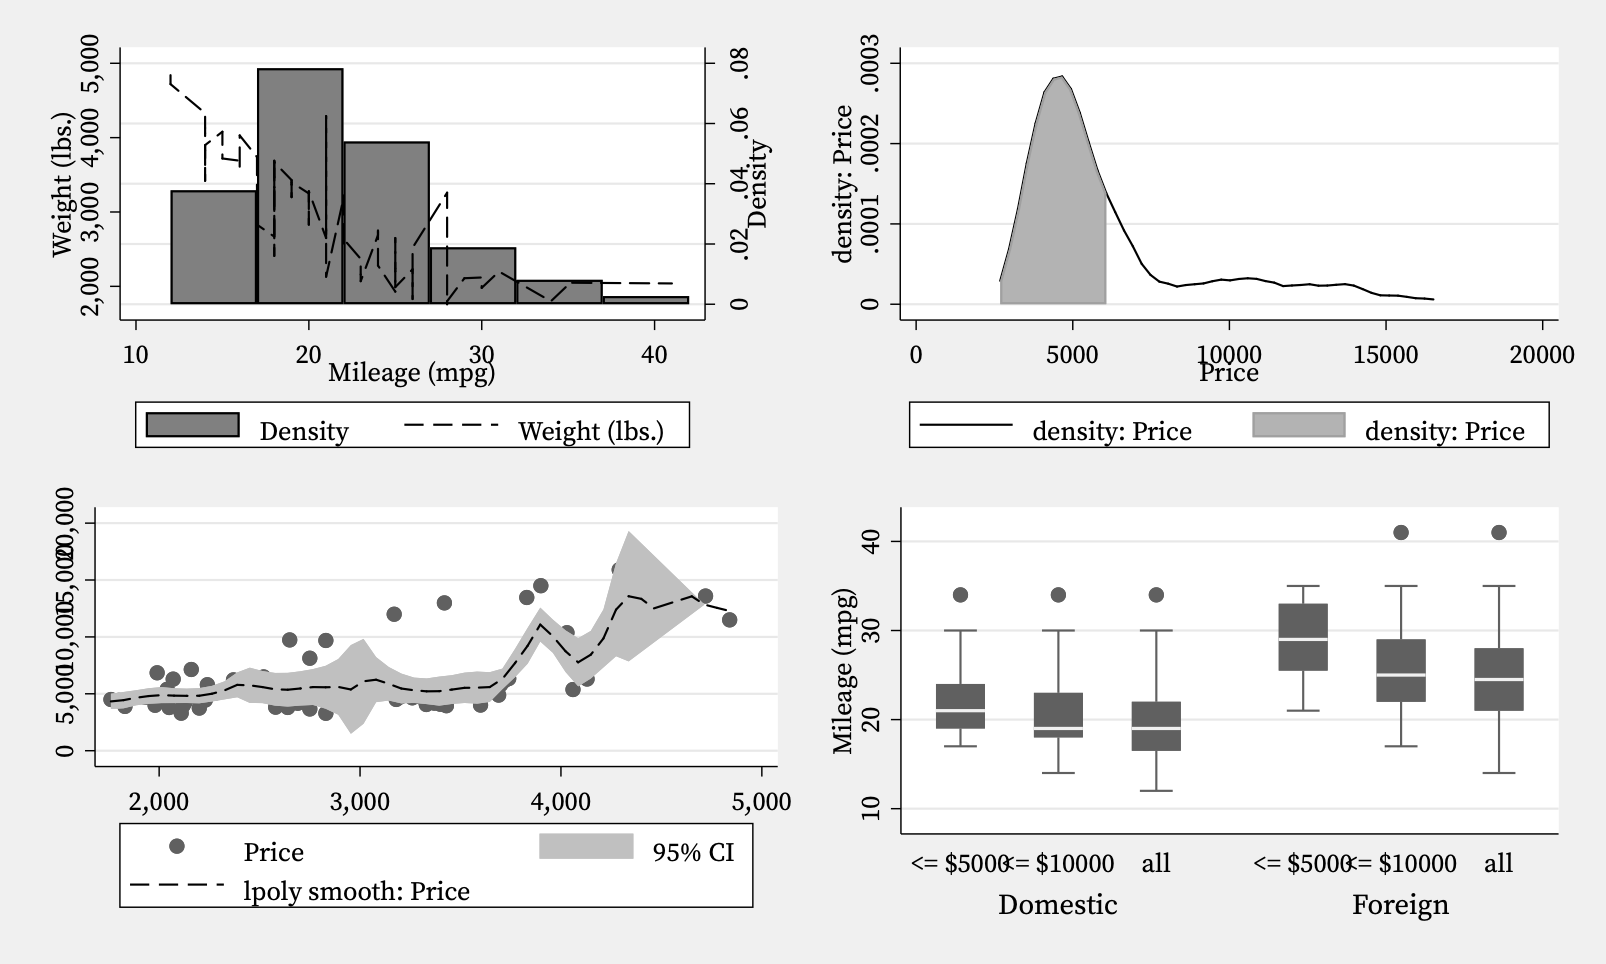 Weight (lbs.)
5,000
4,000
3,000
2,000
.08
.06
.04
.02
0
Density
10 20 30 40
Mileage (mpg)
Density Weight (lbs.)
density: Price
.0003
.0002
.0001
0
0 5000 10000 15000 20000
Price
density: Price density: Price
20,000
15,000
10,000
5,000
0
2,000 3,000 4,000 5,000
Price 95% CI
lpoly smooth: Price
Mileage (mpg)
40
30
20
10
<= $5000 <= $10000 all <= $5000 <= $10000 all
Domestic Foreign